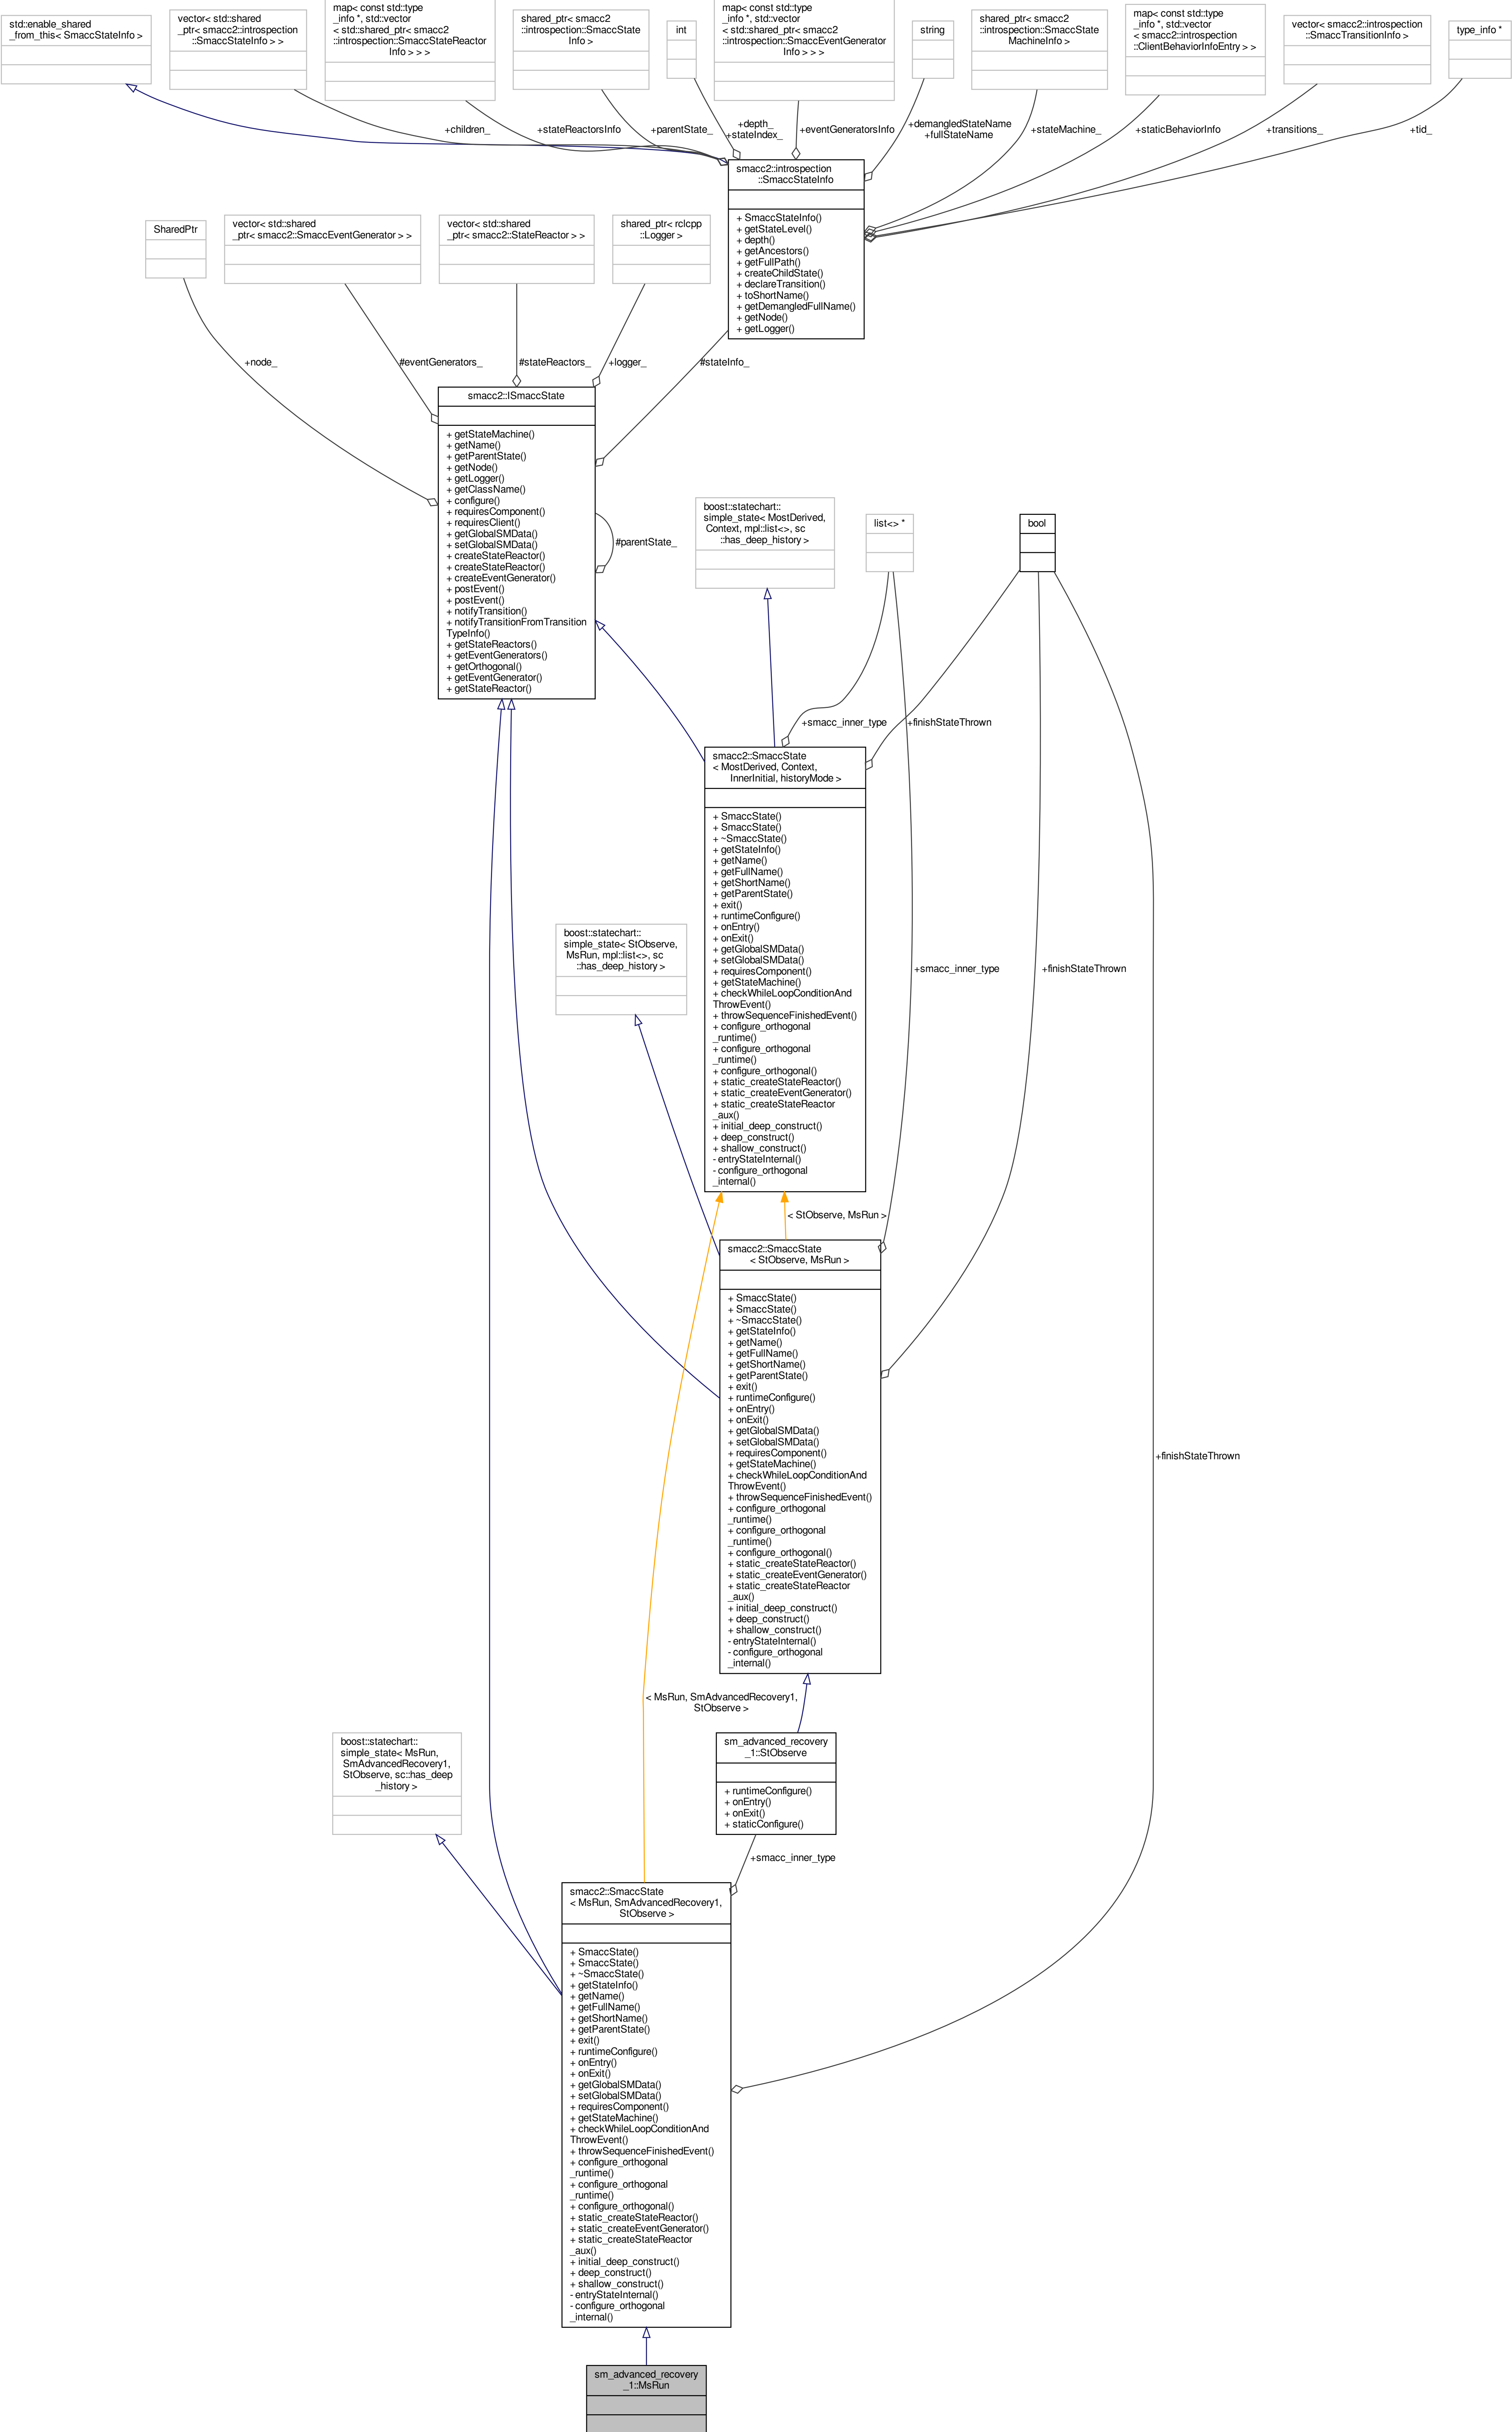 std::enable_shared
_from_this< SmaccStateInfo >
vector< std::shared
_ptr< smacc2::introspection
::SmaccStateInfo > >
map< const std::type
_info *, std::vector
< std::shared_ptr< smacc2
::introspection::SmaccStateReactor
Info > > >
shared_ptr< smacc2
::introspection::SmaccState
Info >
int
map< const std::type
_info *, std::vector
< std::shared_ptr< smacc2
::introspection::SmaccEventGenerator
Info > > >
string
shared_ptr< smacc2
::introspection::SmaccState
MachineInfo >
map< const std::type
_info *, std::vector
< smacc2::introspection
::ClientBehaviorInfoEntry > >
vector< smacc2::introspection
::SmaccTransitionInfo >
type_info *
+children_
+stateReactorsInfo
+parentState_
+depth_
+stateIndex_
+eventGeneratorsInfo
+demangledStateName
+fullStateName
+stateMachine_
+staticBehaviorInfo
+transitions_
+tid_
smacc2::introspection
::SmaccStateInfo
+ SmaccStateInfo()
+ getStateLevel()
+ depth()
+ getAncestors()
+ getFullPath()
+ createChildState()
+ declareTransition()
+ toShortName()
+ getDemangledFullName()
+ getNode()
+ getLogger()
SharedPtr
vector< std::shared
_ptr< smacc2::SmaccEventGenerator > >
vector< std::shared
_ptr< smacc2::StateReactor > >
shared_ptr< rclcpp
::Logger >
+node_
#eventGenerators_
#stateReactors_
+logger_
#stateInfo_
smacc2::ISmaccState
+ getStateMachine()
+ getName()
+ getParentState()
+ getNode()
+ getLogger()
+ getClassName()
+ configure()
+ requiresComponent()
+ requiresClient()
+ getGlobalSMData()
+ setGlobalSMData()
+ createStateReactor()
+ createStateReactor()
+ createEventGenerator()
+ postEvent()
+ postEvent()
+ notifyTransition()
+ notifyTransitionFromTransition
TypeInfo()
+ getStateReactors()
+ getEventGenerators()
+ getOrthogonal()
+ getEventGenerator()
+ getStateReactor()
#parentState_
boost::statechart::
simple_state< MostDerived,
Context, mpl::list<>, sc
::has_deep_history >
list<> *
bool
+smacc_inner_type
+finishStateThrown
smacc2::SmaccState
< MostDerived, Context,
InnerInitial, historyMode >
+ SmaccState()
+ SmaccState()
+ ~SmaccState()
+ getStateInfo()
+ getName()
+ getFullName()
+ getShortName()
+ getParentState()
+ exit()
+ runtimeConfigure()
+ onEntry()
+ onExit()
+ getGlobalSMData()
+ setGlobalSMData()
+ requiresComponent()
+ getStateMachine()
+ checkWhileLoopConditionAnd
ThrowEvent()
+ throwSequenceFinishedEvent()
+ configure_orthogonal
_runtime()
+ configure_orthogonal
_runtime()
+ configure_orthogonal()
+ static_createStateReactor()
+ static_createEventGenerator()
+ static_createStateReactor
_aux()
+ initial_deep_construct()
+ deep_construct()
+ shallow_construct()
- entryStateInternal()
- configure_orthogonal
_internal()
boost::statechart::
simple_state< StObserve,
MsRun, mpl::list<>, sc
::has_deep_history >
+smacc_inner_type
+finishStateThrown
< StObserve, MsRun >
smacc2::SmaccState
< StObserve, MsRun >
+ SmaccState()
+ SmaccState()
+ ~SmaccState()
+ getStateInfo()
+ getName()
+ getFullName()
+ getShortName()
+ getParentState()
+ exit()
+ runtimeConfigure()
+ onEntry()
+ onExit()
+ getGlobalSMData()
+ setGlobalSMData()
+ requiresComponent()
+ getStateMachine()
+ checkWhileLoopConditionAnd
ThrowEvent()
+ throwSequenceFinishedEvent()
+ configure_orthogonal
_runtime()
+ configure_orthogonal
_runtime()
+ configure_orthogonal()
+ static_createStateReactor()
+ static_createEventGenerator()
+ static_createStateReactor
_aux()
+ initial_deep_construct()
+ deep_construct()
+ shallow_construct()
- entryStateInternal()
- configure_orthogonal
_internal()
+finishStateThrown
< MsRun, SmAdvancedRecovery1,
StObserve >
boost::statechart::
simple_state< MsRun,
SmAdvancedRecovery1,
StObserve, sc::has_deep
_history >
sm_advanced_recovery
_1::StObserve
+ runtimeConfigure()
+ onEntry()
+ onExit()
+ staticConfigure()
+smacc_inner_type
smacc2::SmaccState
< MsRun, SmAdvancedRecovery1,
StObserve >
+ SmaccState()
+ SmaccState()
+ ~SmaccState()
+ getStateInfo()
+ getName()
+ getFullName()
+ getShortName()
+ getParentState()
+ exit()
+ runtimeConfigure()
+ onEntry()
+ onExit()
+ getGlobalSMData()
+ setGlobalSMData()
+ requiresComponent()
+ getStateMachine()
+ checkWhileLoopConditionAnd
ThrowEvent()
+ throwSequenceFinishedEvent()
+ configure_orthogonal
_runtime()
+ configure_orthogonal
_runtime()
+ configure_orthogonal()
+ static_createStateReactor()
+ static_createEventGenerator()
+ static_createStateReactor
_aux()
+ initial_deep_construct()
+ deep_construct()
+ shallow_construct()
- entryStateInternal()
- configure_orthogonal
_internal()
sm_advanced_recovery
_1::MsRun